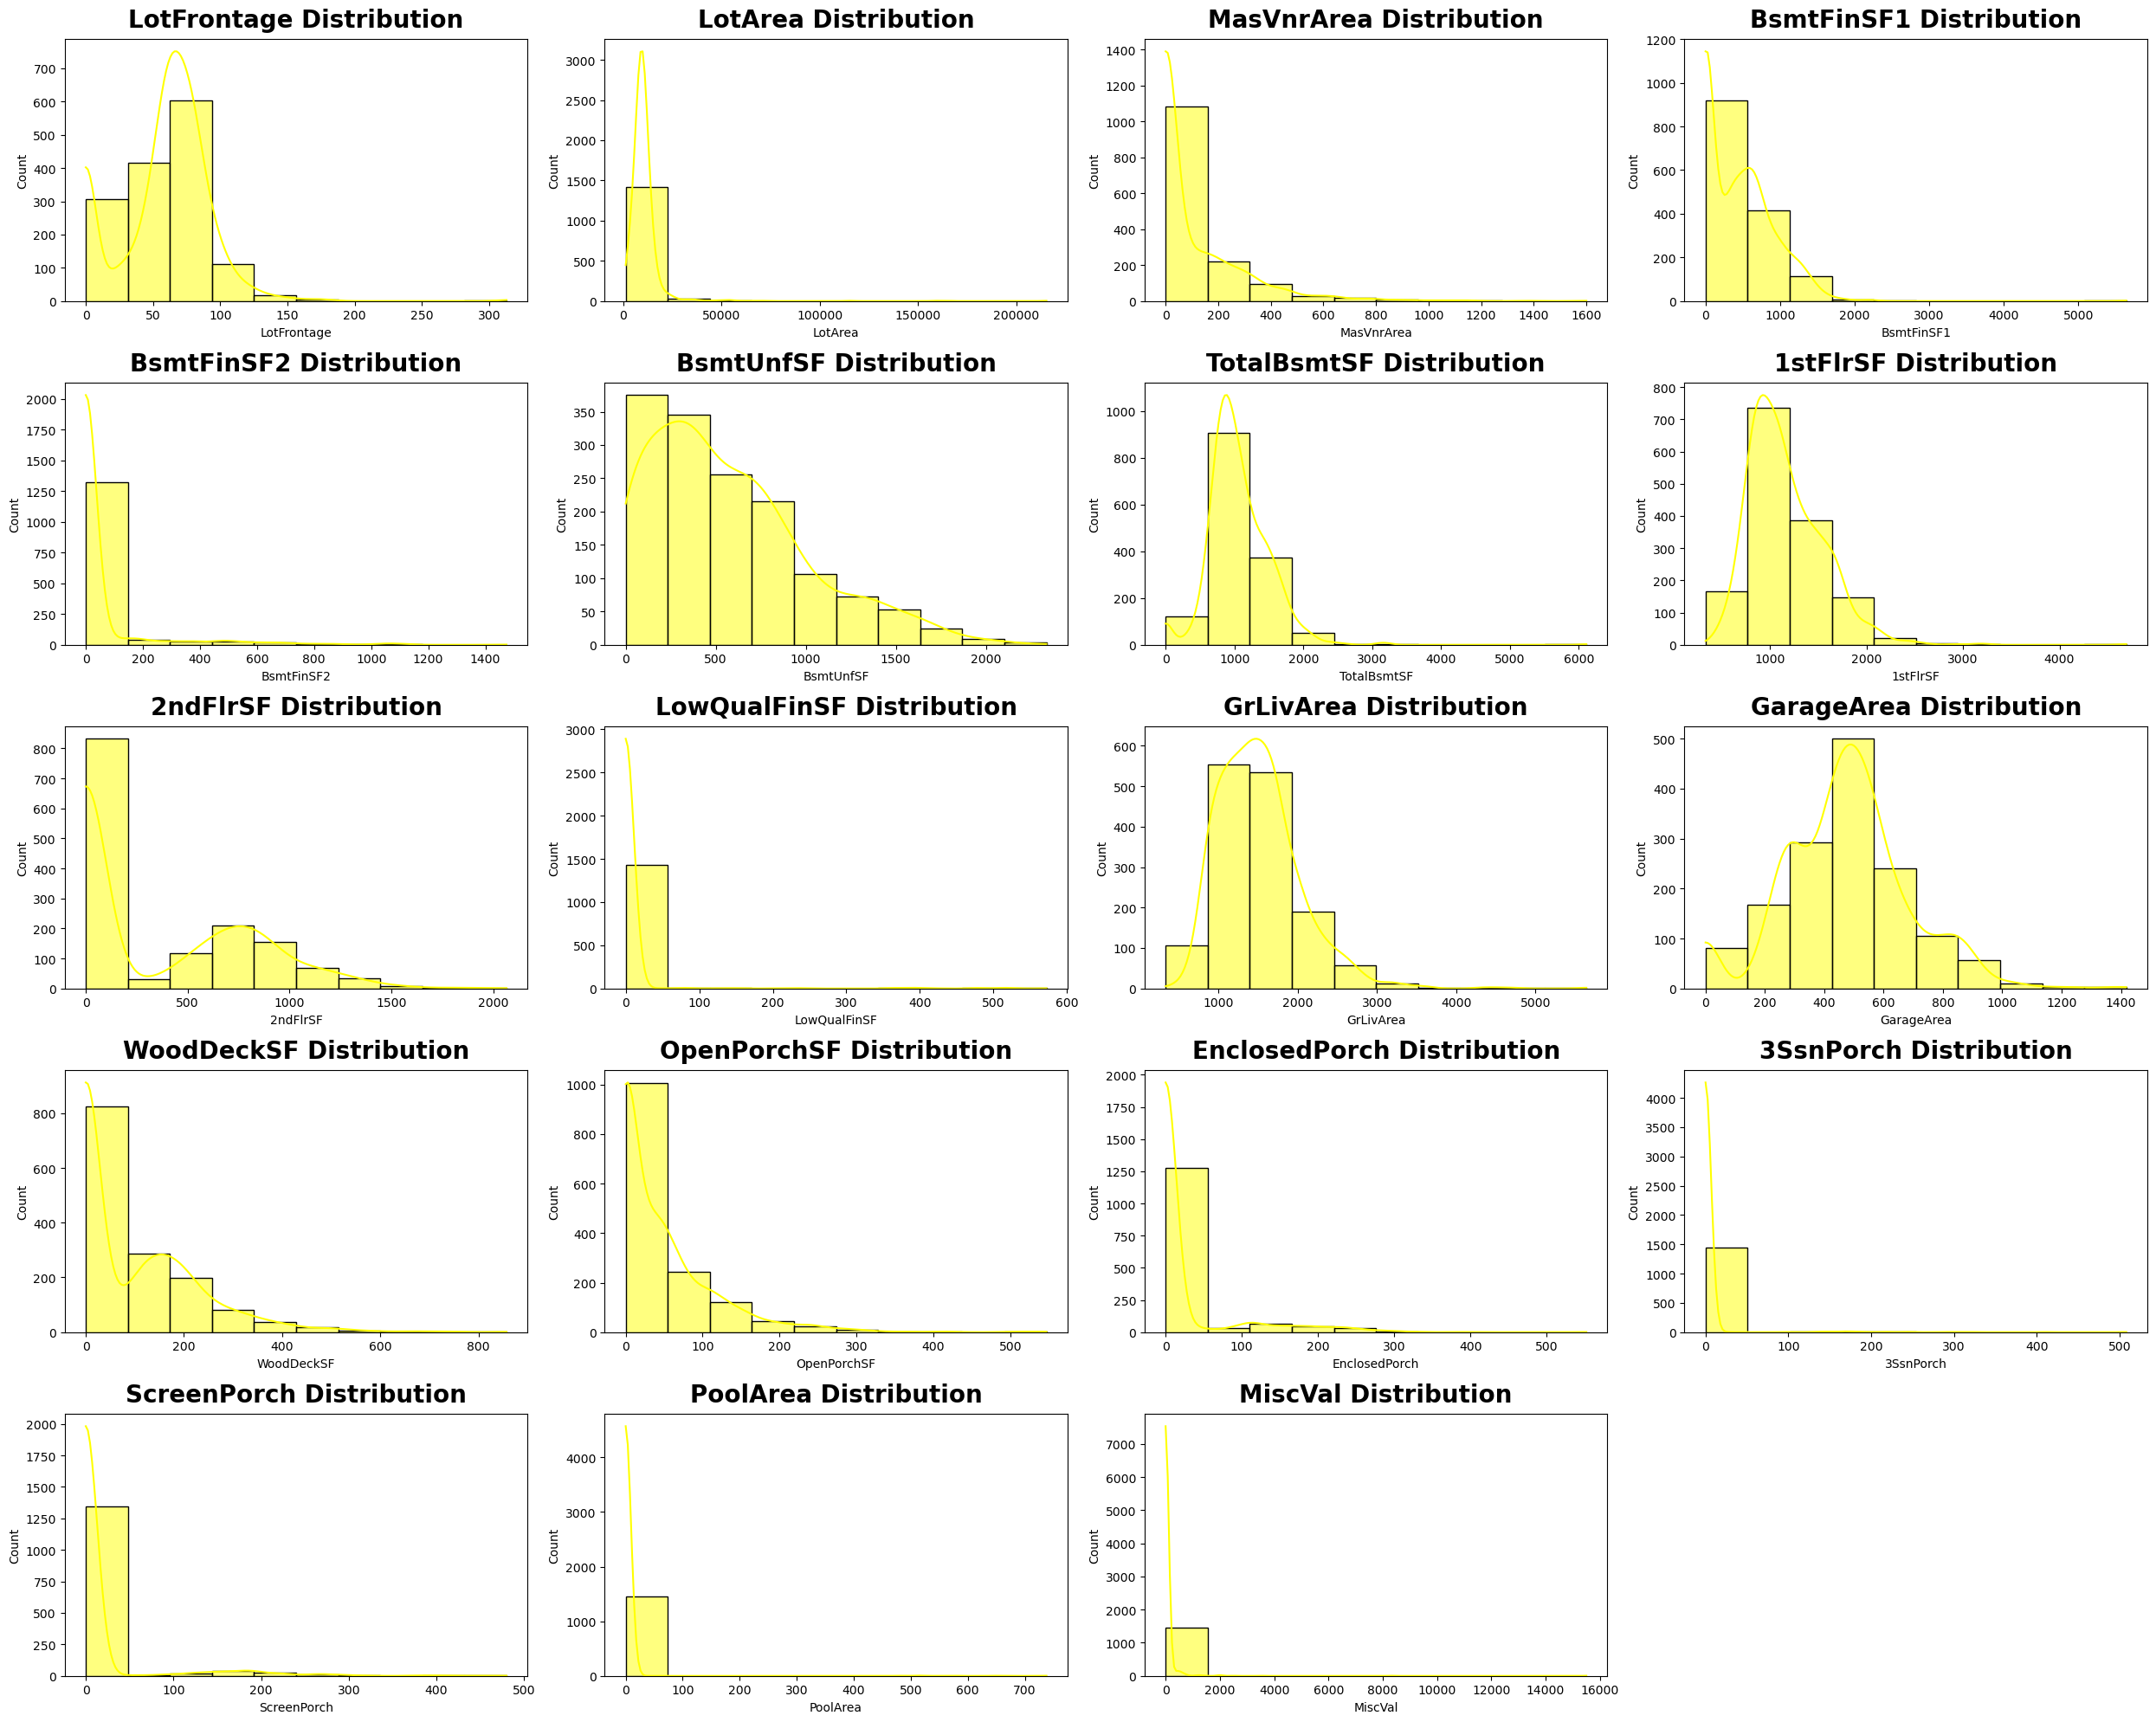 LotFrontage Distribution
700
600
500
400
300
200
100
0
Count
0 50 100 150 200 250 300
LotFrontage
LotArea Distribution
3000
2500
2000
1500
1000
500
0
Count
0 50000 100000 150000 200000
LotArea
MasVnrArea Distribution
1400
1200
1000
800
600
400
200
0
Count
0 200 400 600 800 1000 1200 1400 1600
MasVnrArea
BsmtFinSF1 Distribution
1200
1000
800
600
400
200
0
Count
0 1000 2000 3000 4000 5000
BsmtFinSF1
BsmtFinSF2 Distribution
2000
1750
1500
1250
1000
750
500
250
0
Count
0 200 400 600 800 1000 1200 1400
BsmtFinSF2
BsmtUnfSF Distribution
350
300
250
200
150
100
50
0
Count
0 500 1000 1500 2000
BsmtUnfSF
TotalBsmtSF Distribution
1000
800
600
400
200
0
Count
0 1000 2000 3000 4000 5000 6000
TotalBsmtSF
1stFlrSF Distribution
800
700
600
500
400
300
200
100
0
Count
1000 2000 3000 4000
1stFlrSF
2ndFlrSF Distribution
800
700
600
500
400
300
200
100
0
Count
0 500 1000 1500 2000
2ndFlrSF
LowQualFinSF Distribution
3000
2500
2000
1500
1000
500
0
Count
0 100 200 300 400 500 600
LowQualFinSF
GrLivArea Distribution
600
500
400
300
200
100
0
Count
1000 2000 3000 4000 5000
GrLivArea
GarageArea Distribution
500
400
300
200
100
0
Count
0 200 400 600 800 1000 1200 1400
GarageArea
WoodDeckSF Distribution
800
600
400
200
0
Count
0 200 400 600 800
WoodDeckSF
OpenPorchSF Distribution
1000
800
600
400
200
0
Count
0 100 200 300 400 500
OpenPorchSF
EnclosedPorch Distribution
2000
1750
1500
1250
1000
750
500
250
0
Count
0 100 200 300 400 500
EnclosedPorch
3SsnPorch Distribution
4000
3500
3000
2500
2000
1500
1000
500
0
Count
0 100 200 300 400 500
3SsnPorch
ScreenPorch Distribution
2000
1750
1500
1250
1000
750
500
250
0
Count
0 100 200 300 400 500
ScreenPorch
PoolArea Distribution
4000
3000
2000
1000
0
Count
0 100 200 300 400 500 600 700
PoolArea
MiscVal Distribution
7000
6000
5000
4000
3000
2000
1000
0
Count
0 2000 4000 6000 8000 10000 12000 14000 16000
MiscVal